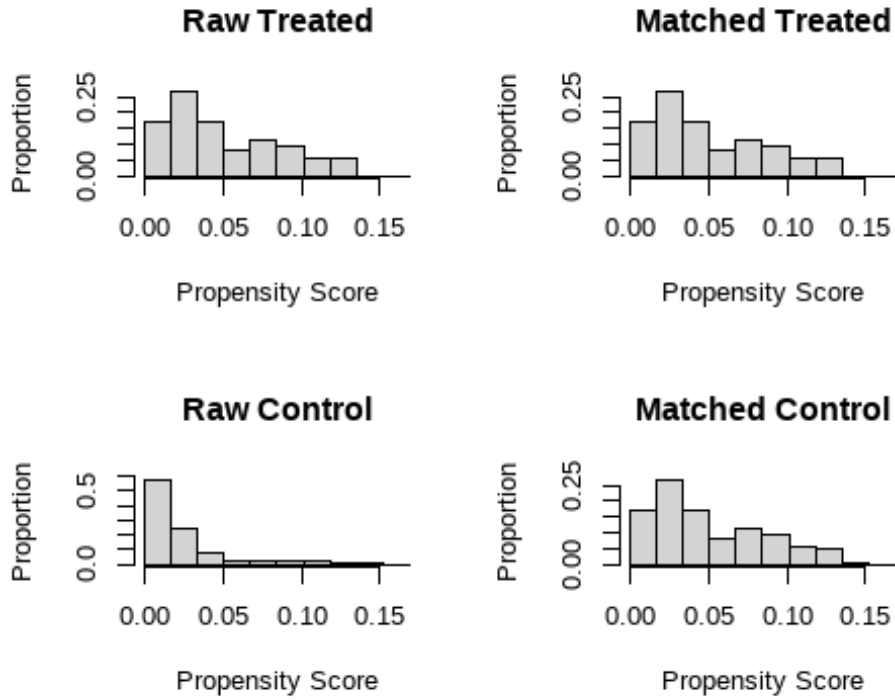 Raw Treated
Proportion
0.25
0.00
0.00 0.05 0.10 0.15
Propensity Score
Matched Treated
Proportion
0.25
0.00
0.00 0.05 0.10 0.15
Propensity Score
Raw Control
Proportion
0.5
0.0
0.00 0.05 0.10 0.15
Propensity Score
Matched Control
Proportion
0.25
0.00
0.00 0.05 0.10 0.15
Propensity Score